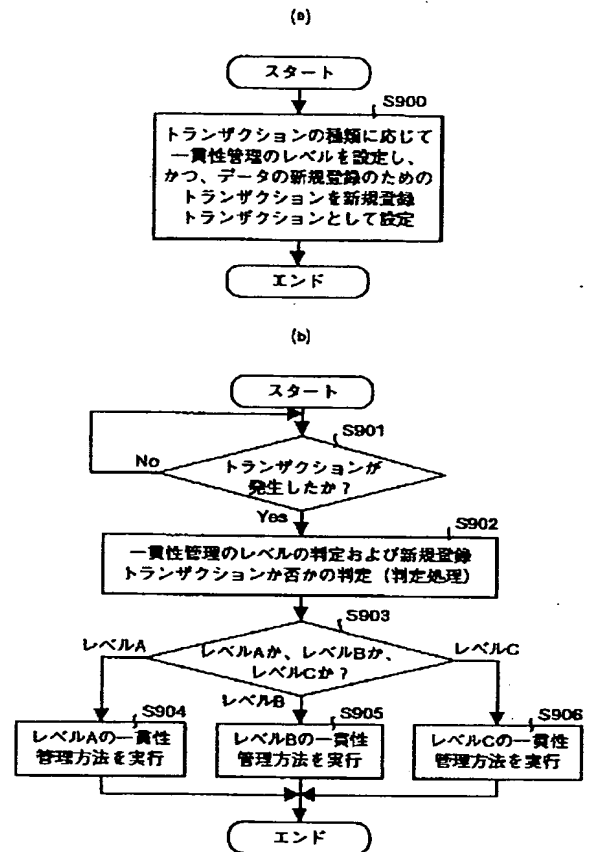 (a)
スタート
S900
トランザクションの種類に応じて
一貫性管理のレベルを設定し、
かつ、データの新規登録のための
トランザクションを新規登録
トランザクションとして設定
エンド
(b)
スタート
S901
No
トランザクションが
発生したか?
Yes
S902
一貫性管理のレベルの判定および新規登録
トランザクションか否かの判定(判定処理)
S903
レベルA
レベルAか、レベルBか、
レベルCか?
レベルC
レベルB
S904
レベルAの一貫性
管理方法を実行
S905
レベルBの一貫性
管理方法を実行
S906
レベルCの一貫性
管理方法を実行
エンド